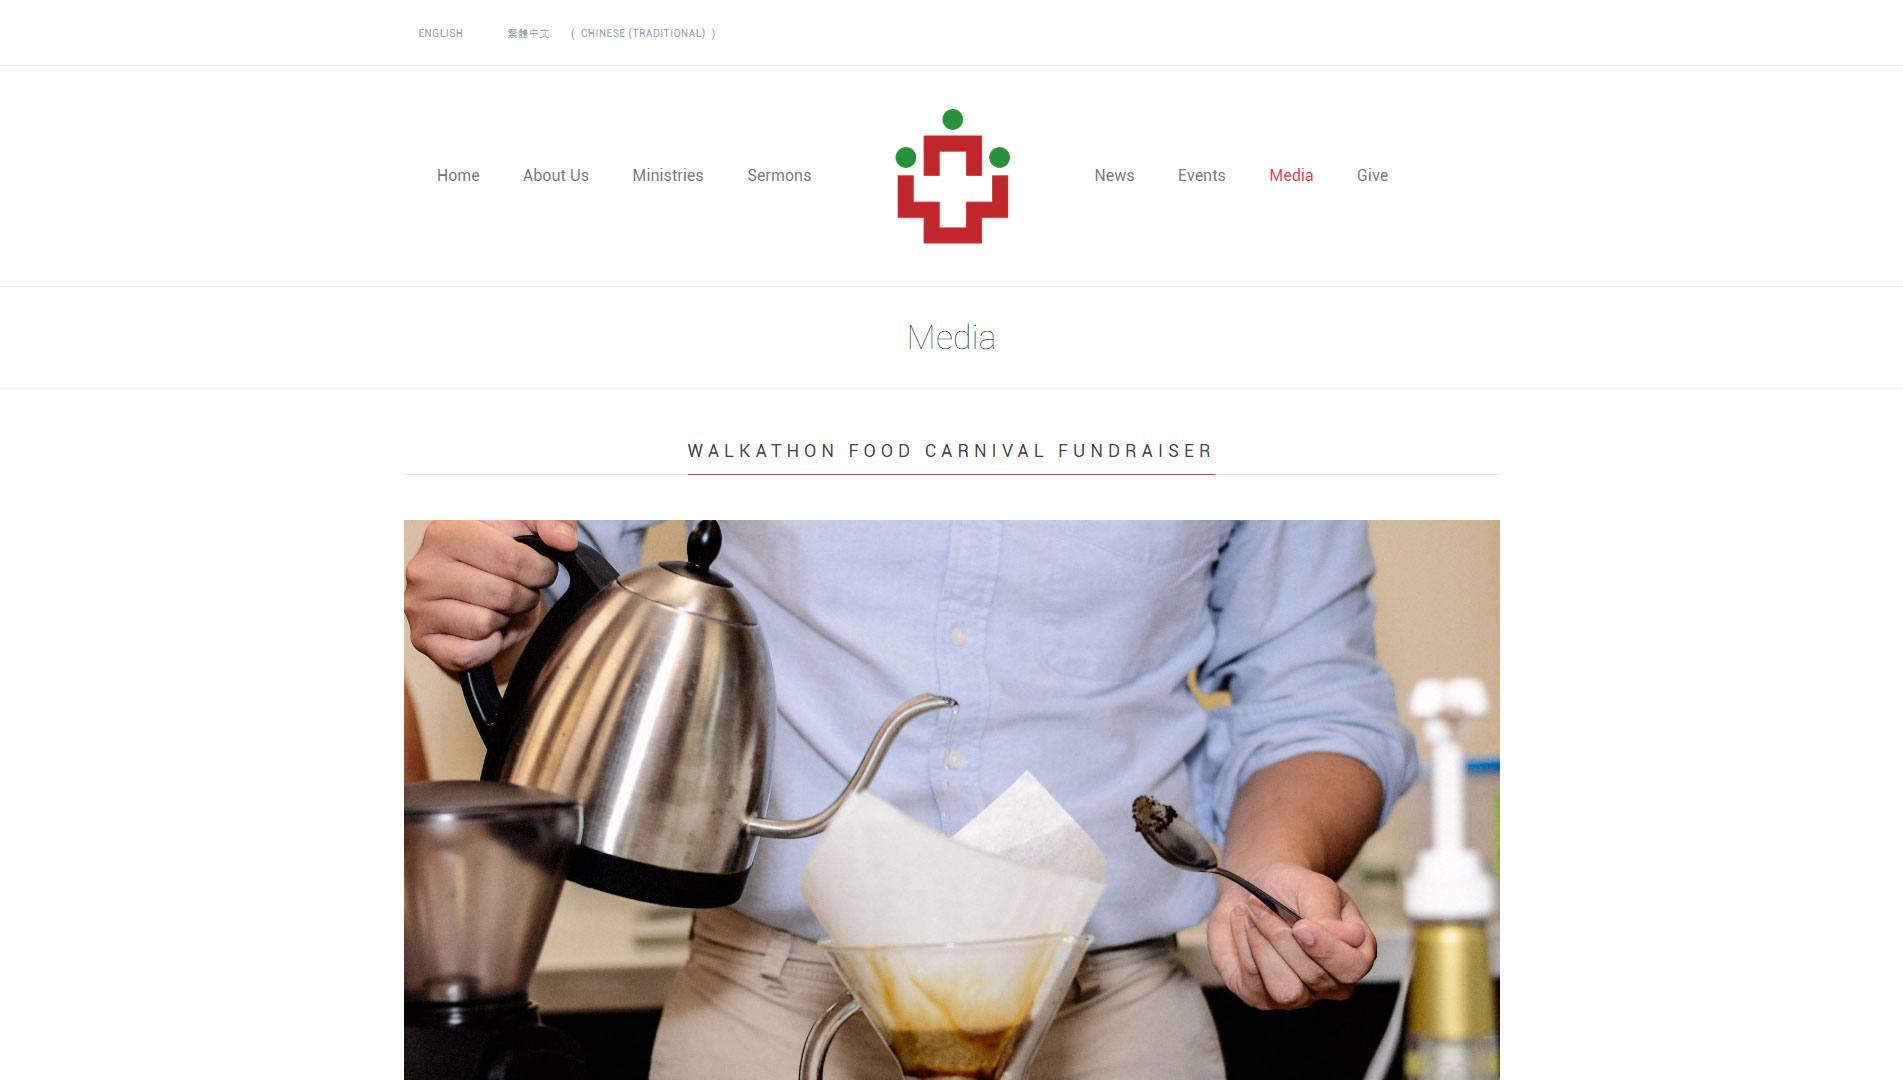 ENGLISH 繁體中文 ( CHINESE (TRADITIONAL) )
Home About Us Ministries Sermons News Events Media Give
Media
WALKATHON FOOD CARNIVAL FUNDRAISER